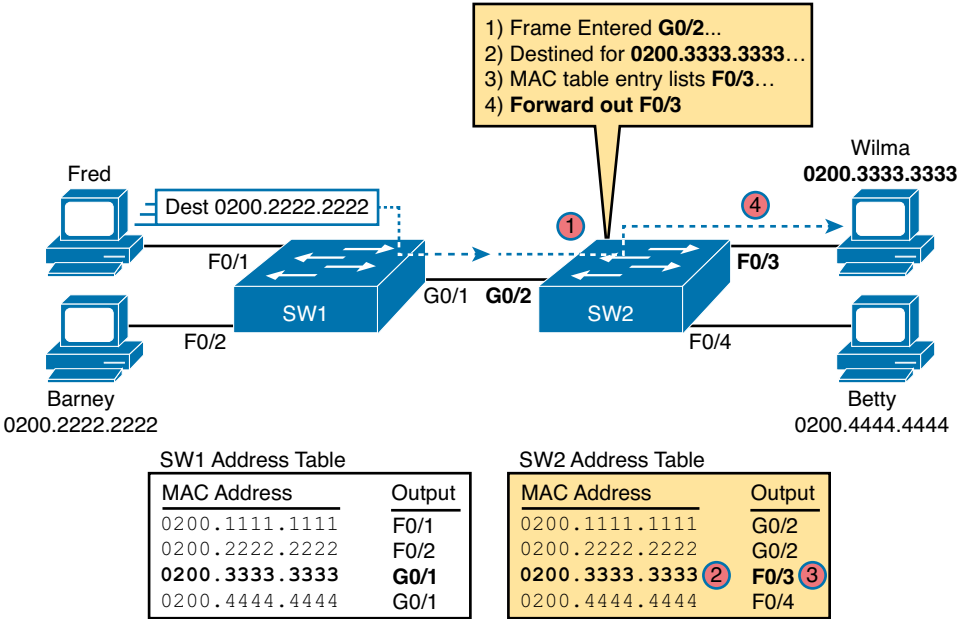 1) Frame Entered G0/2...
2) Destined for 0200.3333.3333…
3) MAC table entry lists F0/3…
4) Forward out F0/3
Wilma
0200.3333.3333
Fred
Dest 0200.2222.2222
1
4
F0/1
G0/1
G0/2
F0/3
SW1
SW2
F0/2
F0/4
Barney
0200.2222.2222
Betty
0200.4444.4444
SW1 Address Table
MAC Address Output
0200.1111.1111 F0/1
0200.2222.2222 F0/2
0200.3333.3333 G0/1
0200.4444.4444 G0/1
SW2 Address Table
MAC Address Output
0200.1111.1111 G0/2
0200.2222.2222 G0/2
0200.3333.3333 2 F0/3 3
0200.4444.4444 F0/4